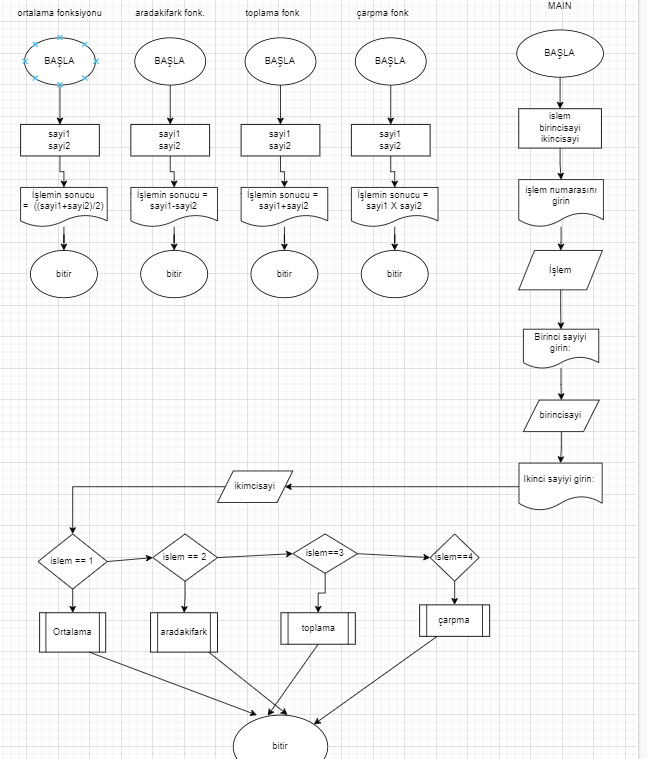 ortalama fonksiyonu
aradakifark fonk.
toplama fonk
çarpma fonk
MAIN
BAŞLA
BAŞLA
BAŞLA
BAŞLA
BAŞLA
sayi1
sayi2
sayi1
sayi2
sayi1
sayi2
sayi1
sayi2
islem
birincisayi
ikincisayi
İşlemin sonucu
= ((sayi1+sayi2)/2)
İşlemin sonucu =
sayi1-sayi2
İşlemin sonucu =
sayi1+sayi2
İşlemin sonucu =
sayi1 X sayi2
işlem numarasını
girin
bitir
bitir
bitir
bitir
İşlem
Birinci sayiyi
girin:
birincisayi
Ikinci sayiyi girin:
ikimcisayi
islem == 1
islem == 2
islem==3
islem==4
Ortalama
aradakifark
toplama
çarpma
bitir